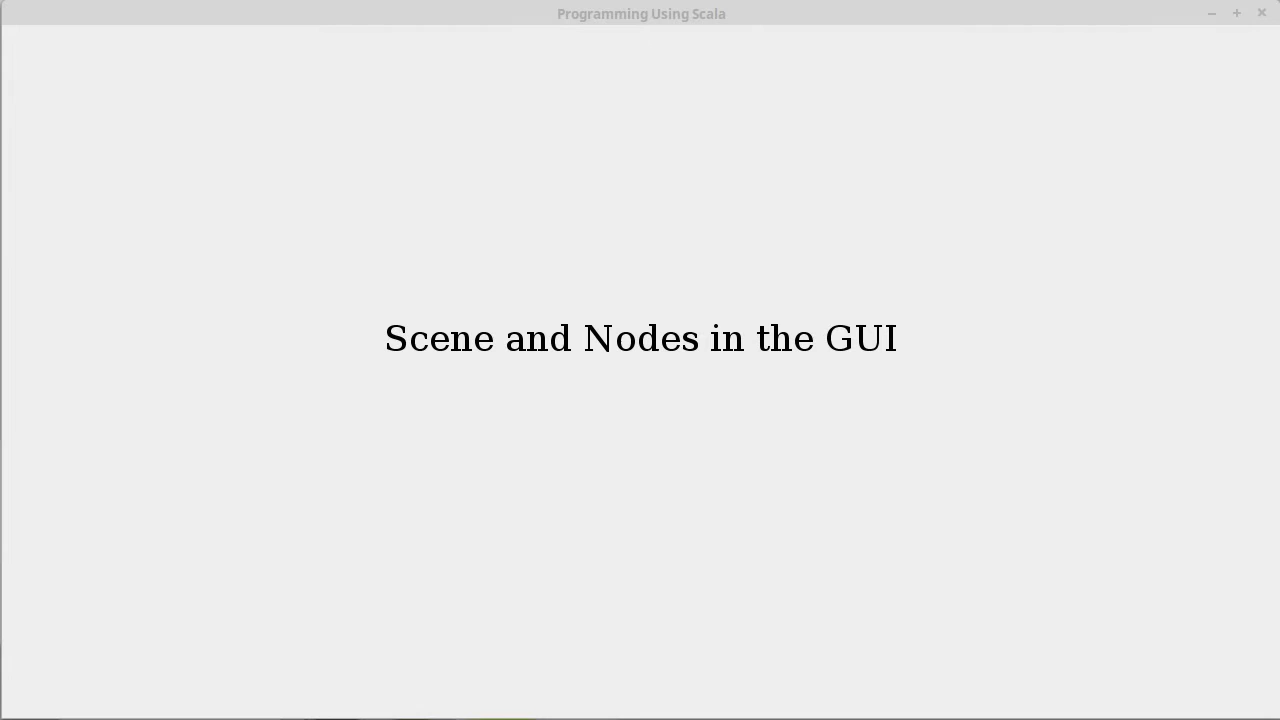 Programming Using Scala
Scene and Nodes in the GUI